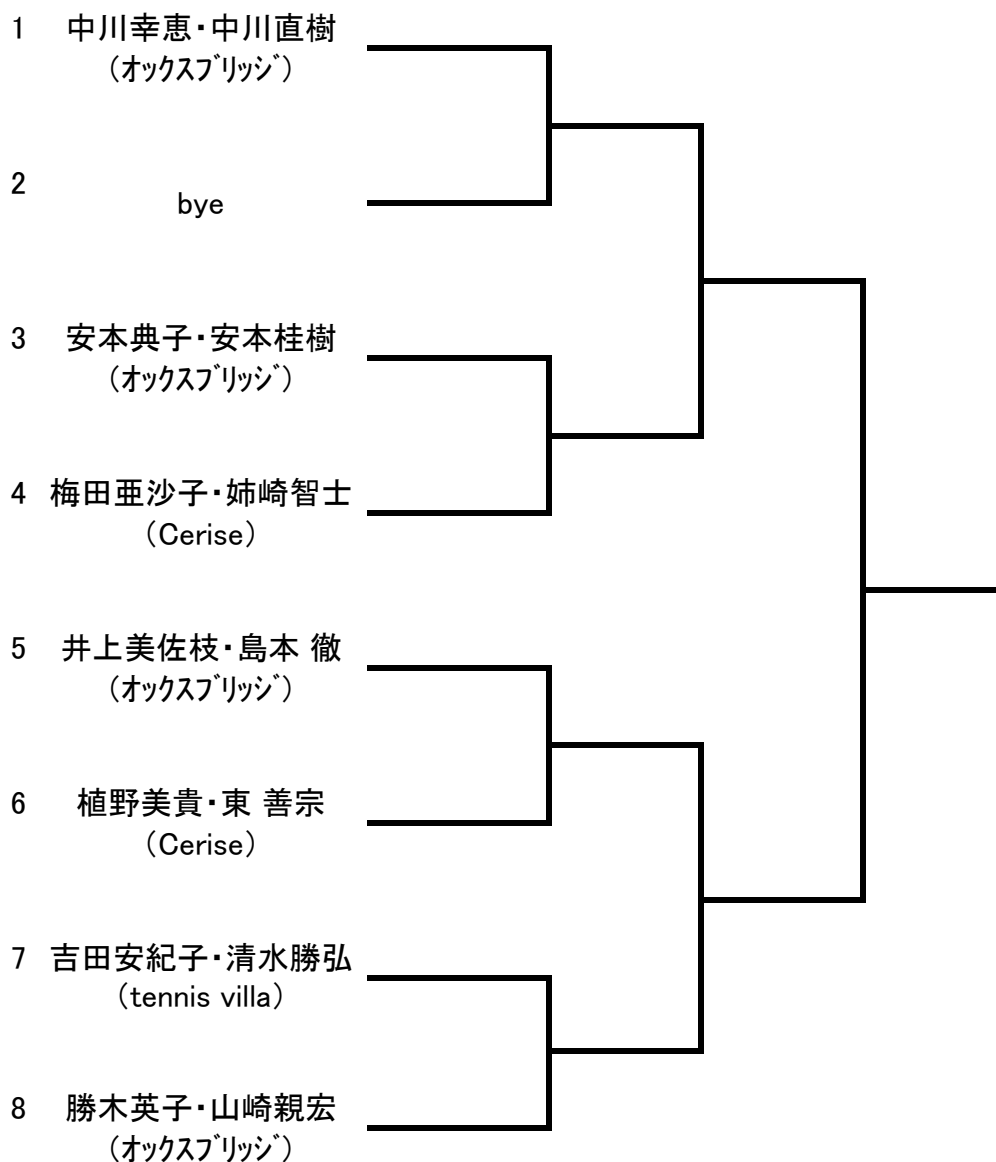 1 中川幸恵・中川直樹
(ｵｯｸｽﾌﾞﾘｯｼﾞ)
2 bye
3 安本典子・安本桂樹
(ｵｯｸｽﾌﾞﾘｯｼﾞ)
4 梅田亜沙子・姉崎智士
(Cerise)
5 井上美佐枝・島本 徹
(ｵｯｸｽﾌﾞﾘｯｼﾞ)
6 植野美貴・東 善宗
(Cerise)
7 吉田安紀子・清水勝弘
(tennis villa)
8 勝木英子・山崎親宏
(ｵｯｸｽﾌﾞﾘｯｼﾞ)